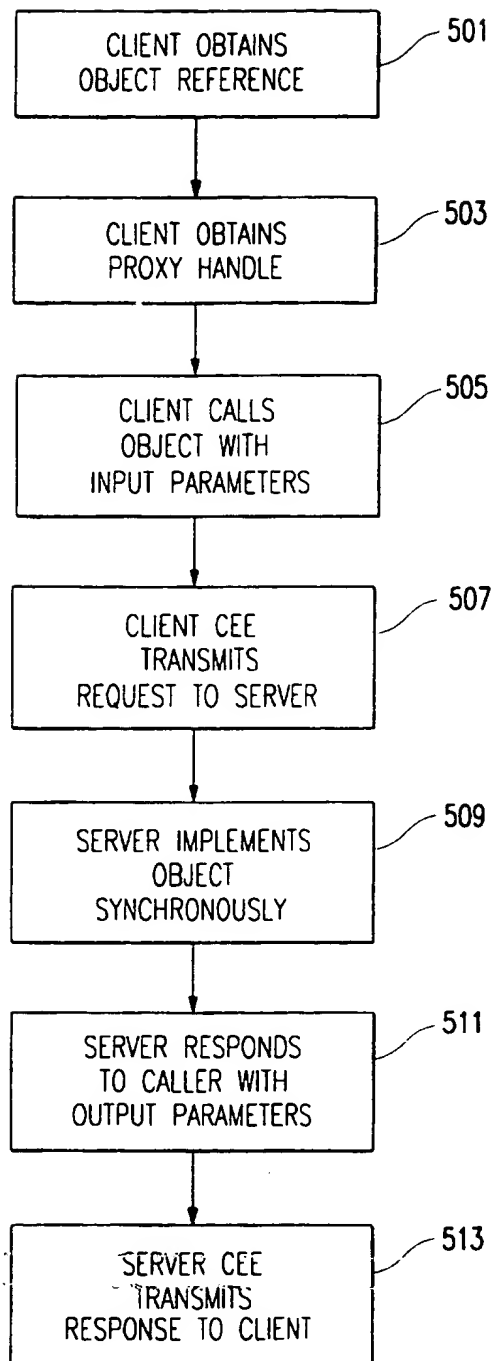 CLIENT OBTAINS
OBJECT REFERENCE
501
CLIENT OBTAINS
PROXY HANDLE
503
CLIENT CALLS
OBJECT WITH
INPUT PARAMETERS
505
CLIENT CEE
TRANSMITS
REQUEST TO SERVER
507
SERVER IMPLEMENTS
OBJECT
SYNCHRONOUSLY
509
SERVER RESPONDS
TO CALLER WITH
OUTPUT PARAMETERS
511
SERVER CEE
TRANSMITS
RESPONSE TO CLIENT
513